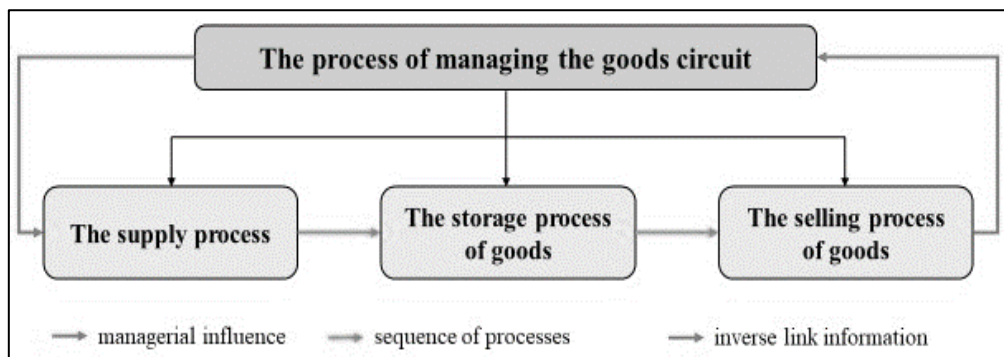 The process of managing the goods circuit
The supply process
The storage process
of goods
The selling process
of goods
managerial influence
sequence of processes
inverse link information